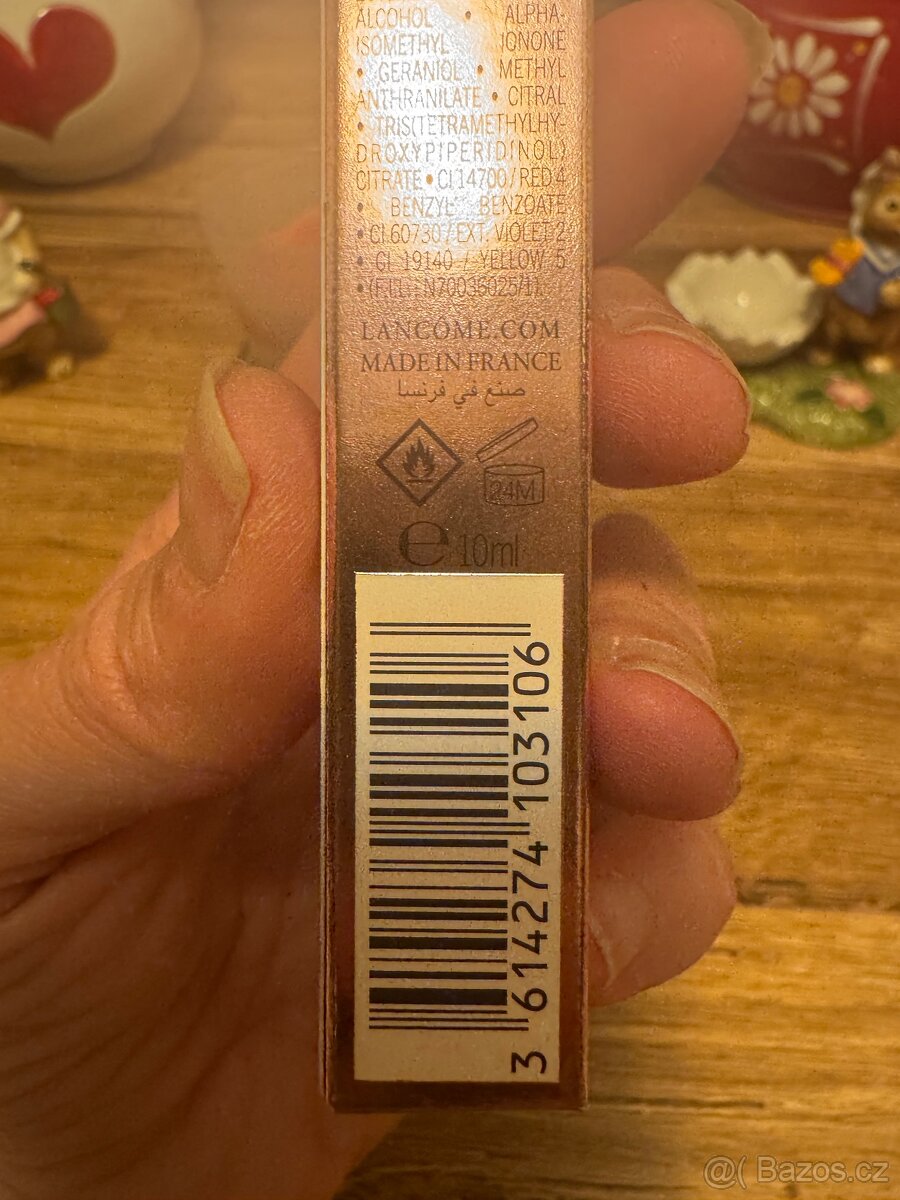 ALCOHOL • ALPHA-
ISOMETHYL IONONE
• GERANIOL • METHYL
ANTHRANILATE • CITRAL
• TRIS(TETRAMETHYLHY-
DROXYPIPERIDINOL)
CITRATE • CI 14700 / RED 4
• BENZYL BENZOATE
• CI 60730 / EXT. VIOLET 2
• CI 19140 / YELLOW 5
• (F.I.L. N70036025/1).
LANCOME.COM
MADE IN FRANCE
صنع في فرنسا
24M
e 10ml
3 614274 103106
@( Bazos.cz